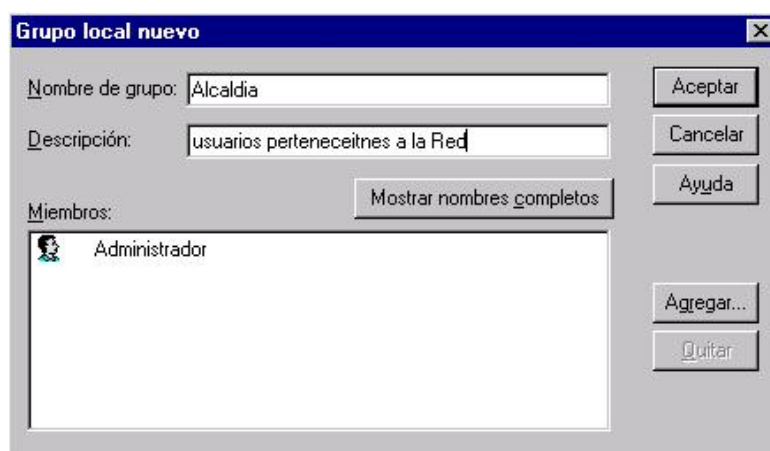 Grupo local nuevo
Nombre de grupo: Alcaldia
Aceptar
Descripción: usuarios perteneceitnes a la Red
Cancelar
Mostrar nombres completos
Ayuda
Miembros:
Administrador
Agregar...
Quitar